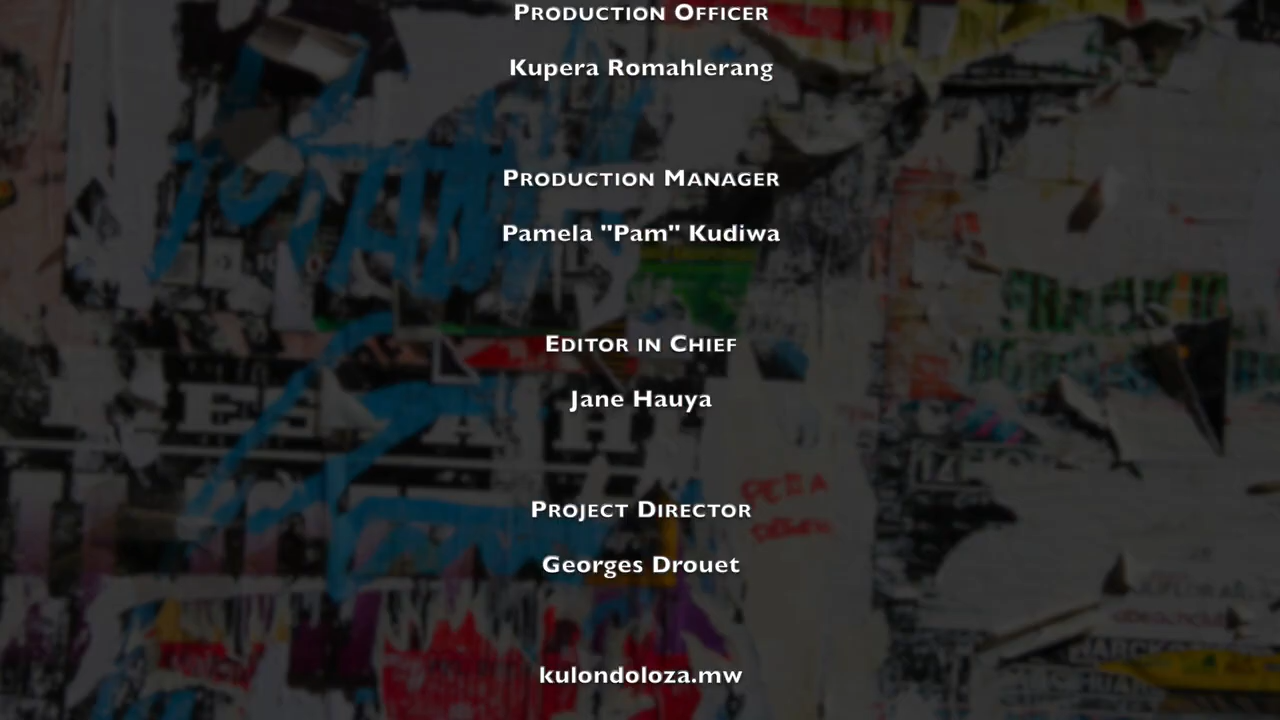 PRODUCTION OFFICER
Kupera Romahlerang
PRODUCTION MANAGER
Pamela "Pam" Kudiwa
EDITOR IN CHIEF
Jane Hauya
PROJECT DIRECTOR
Georges Drouet
kulondoloza.mw